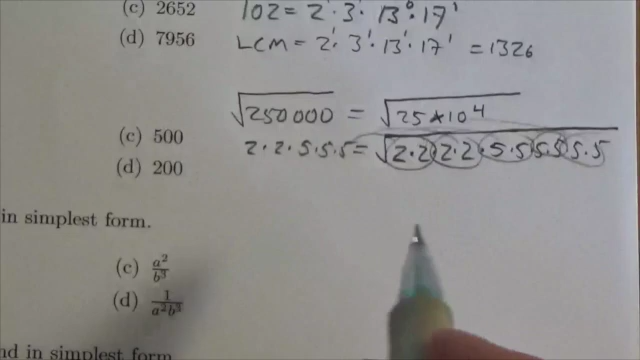 (c) 2652
102 = 2¹ · 3¹ · 13⁰ · 17¹
(d) 7956
LCM = 2¹ · 3¹ · 13¹ · 17¹ = 1326
√250000 = √25 × 10⁴
(c) 500
2 · 2 · 5 · 5 · 5 = √2 · 2 2 · 2 · 5 · 5 5 · 5 5 · 5
(d) 200
in simplest form.
(c) a²/b³
(d) 1/a²b³
nd in simplest form